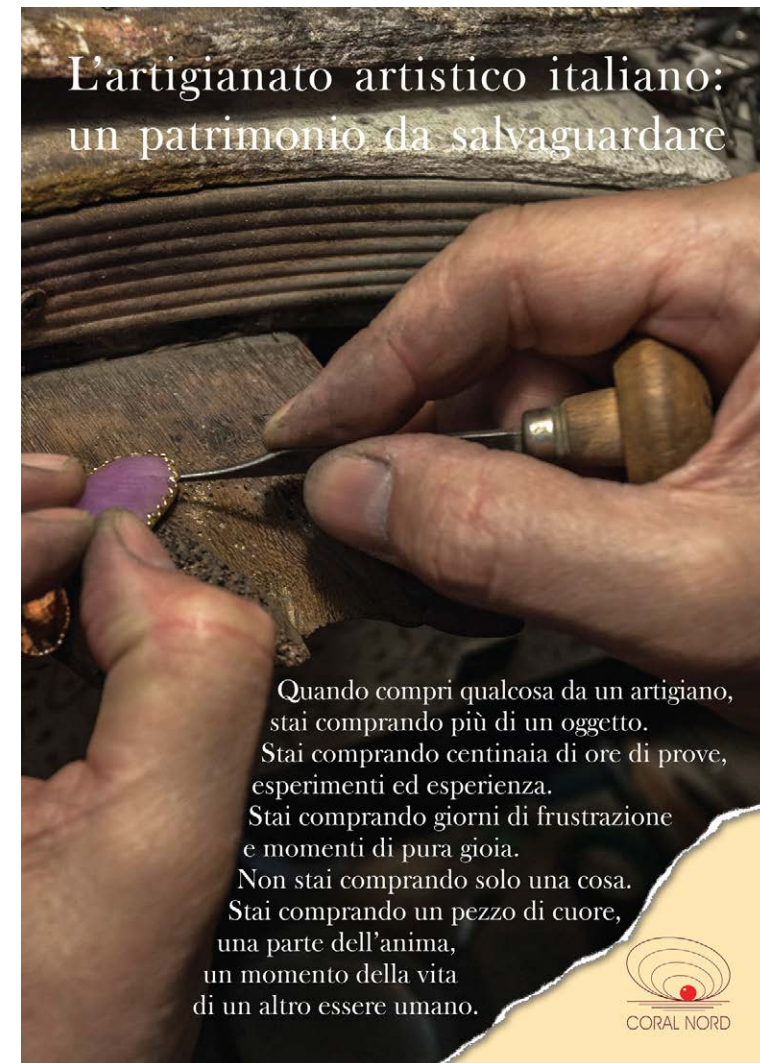 L'artigianato artistico italiano:
un patrimonio da salvaguardare
Quando compri qualcosa da un artigiano,
stai comprando più di un oggetto.
Stai comprando centinaia di ore di prove,
esperimenti ed esperienza.
Stai comprando giorni di frustrazione
e momenti di pura gioia.
Non stai comprando solo una cosa.
Stai comprando un pezzo di cuore,
una parte dell'anima,
un momento della vita
di un altro essere umano.
CORAL NORD